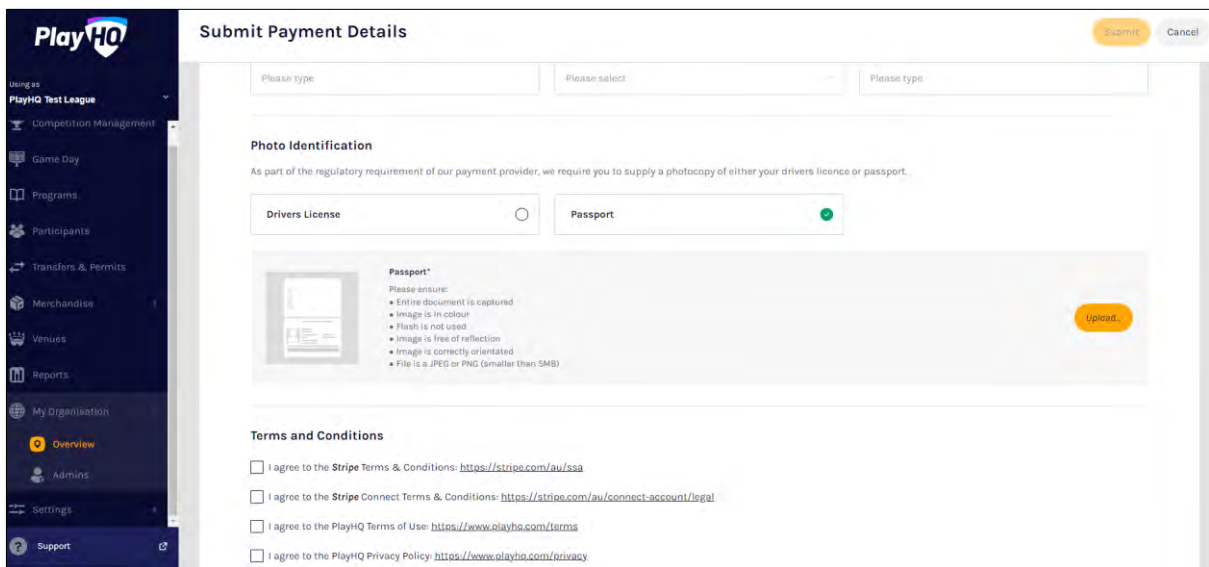 PlayHQ
Submit Payment Details
Submit
Cancel
Using as
PlayHQ Test League
Competition Management
Game Day
Programs
Participants
Transfers & Permits
Merchandise
Venues
Reports
My Organisation
Overview
Admins
Settings
Support
Please type
Please select
Please type
Photo Identification
As part of the regulatory requirement of our payment provider, we require you to supply a photocopy of either your drivers licence or passport.
Drivers License
Passport
Passport*
Please ensure:
• Entire document is captured
• Image is in colour
• Flash is not used
• Image is free of reflection
• Image is correctly orientated
• File is a JPEG or PNG (smaller than 5MB)
Upload..
Terms and Conditions
I agree to the Stripe Terms & Conditions: https://stripe.com/au/ssa
I agree to the Stripe Connect Terms & Conditions: https://stripe.com/au/connect-account/legal
I agree to the PlayHQ Terms of Use: https://www.playhq.com/terms
I agree to the PlayHQ Privacy Policy: https://www.playhq.com/privacy